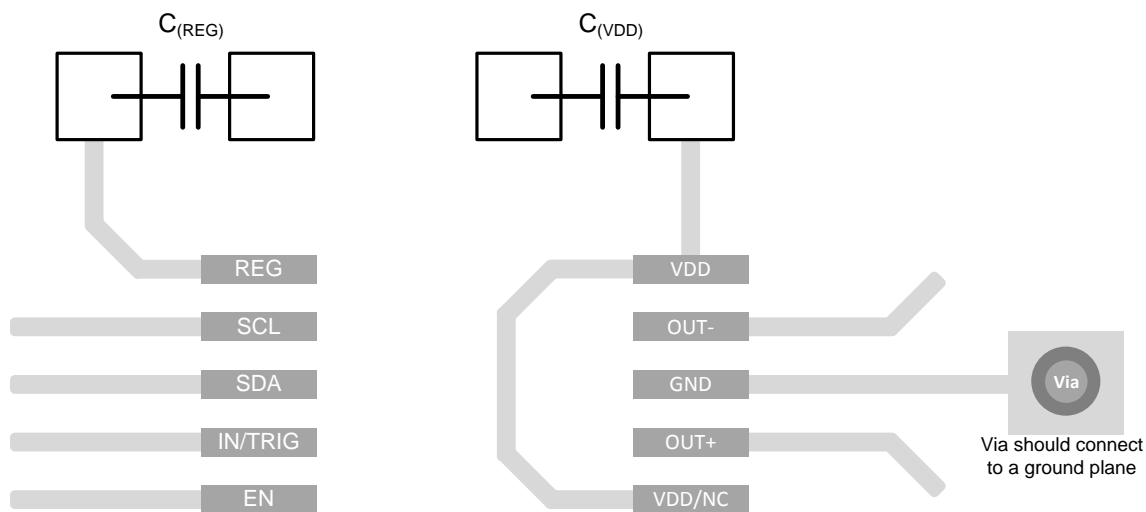 C(REG)
C(VDD)
REG
VDD
SCL
OUT-
SDA
GND
Via
IN/TRIG
OUT+
Via should connect
to a ground plane
EN
VDD/NC